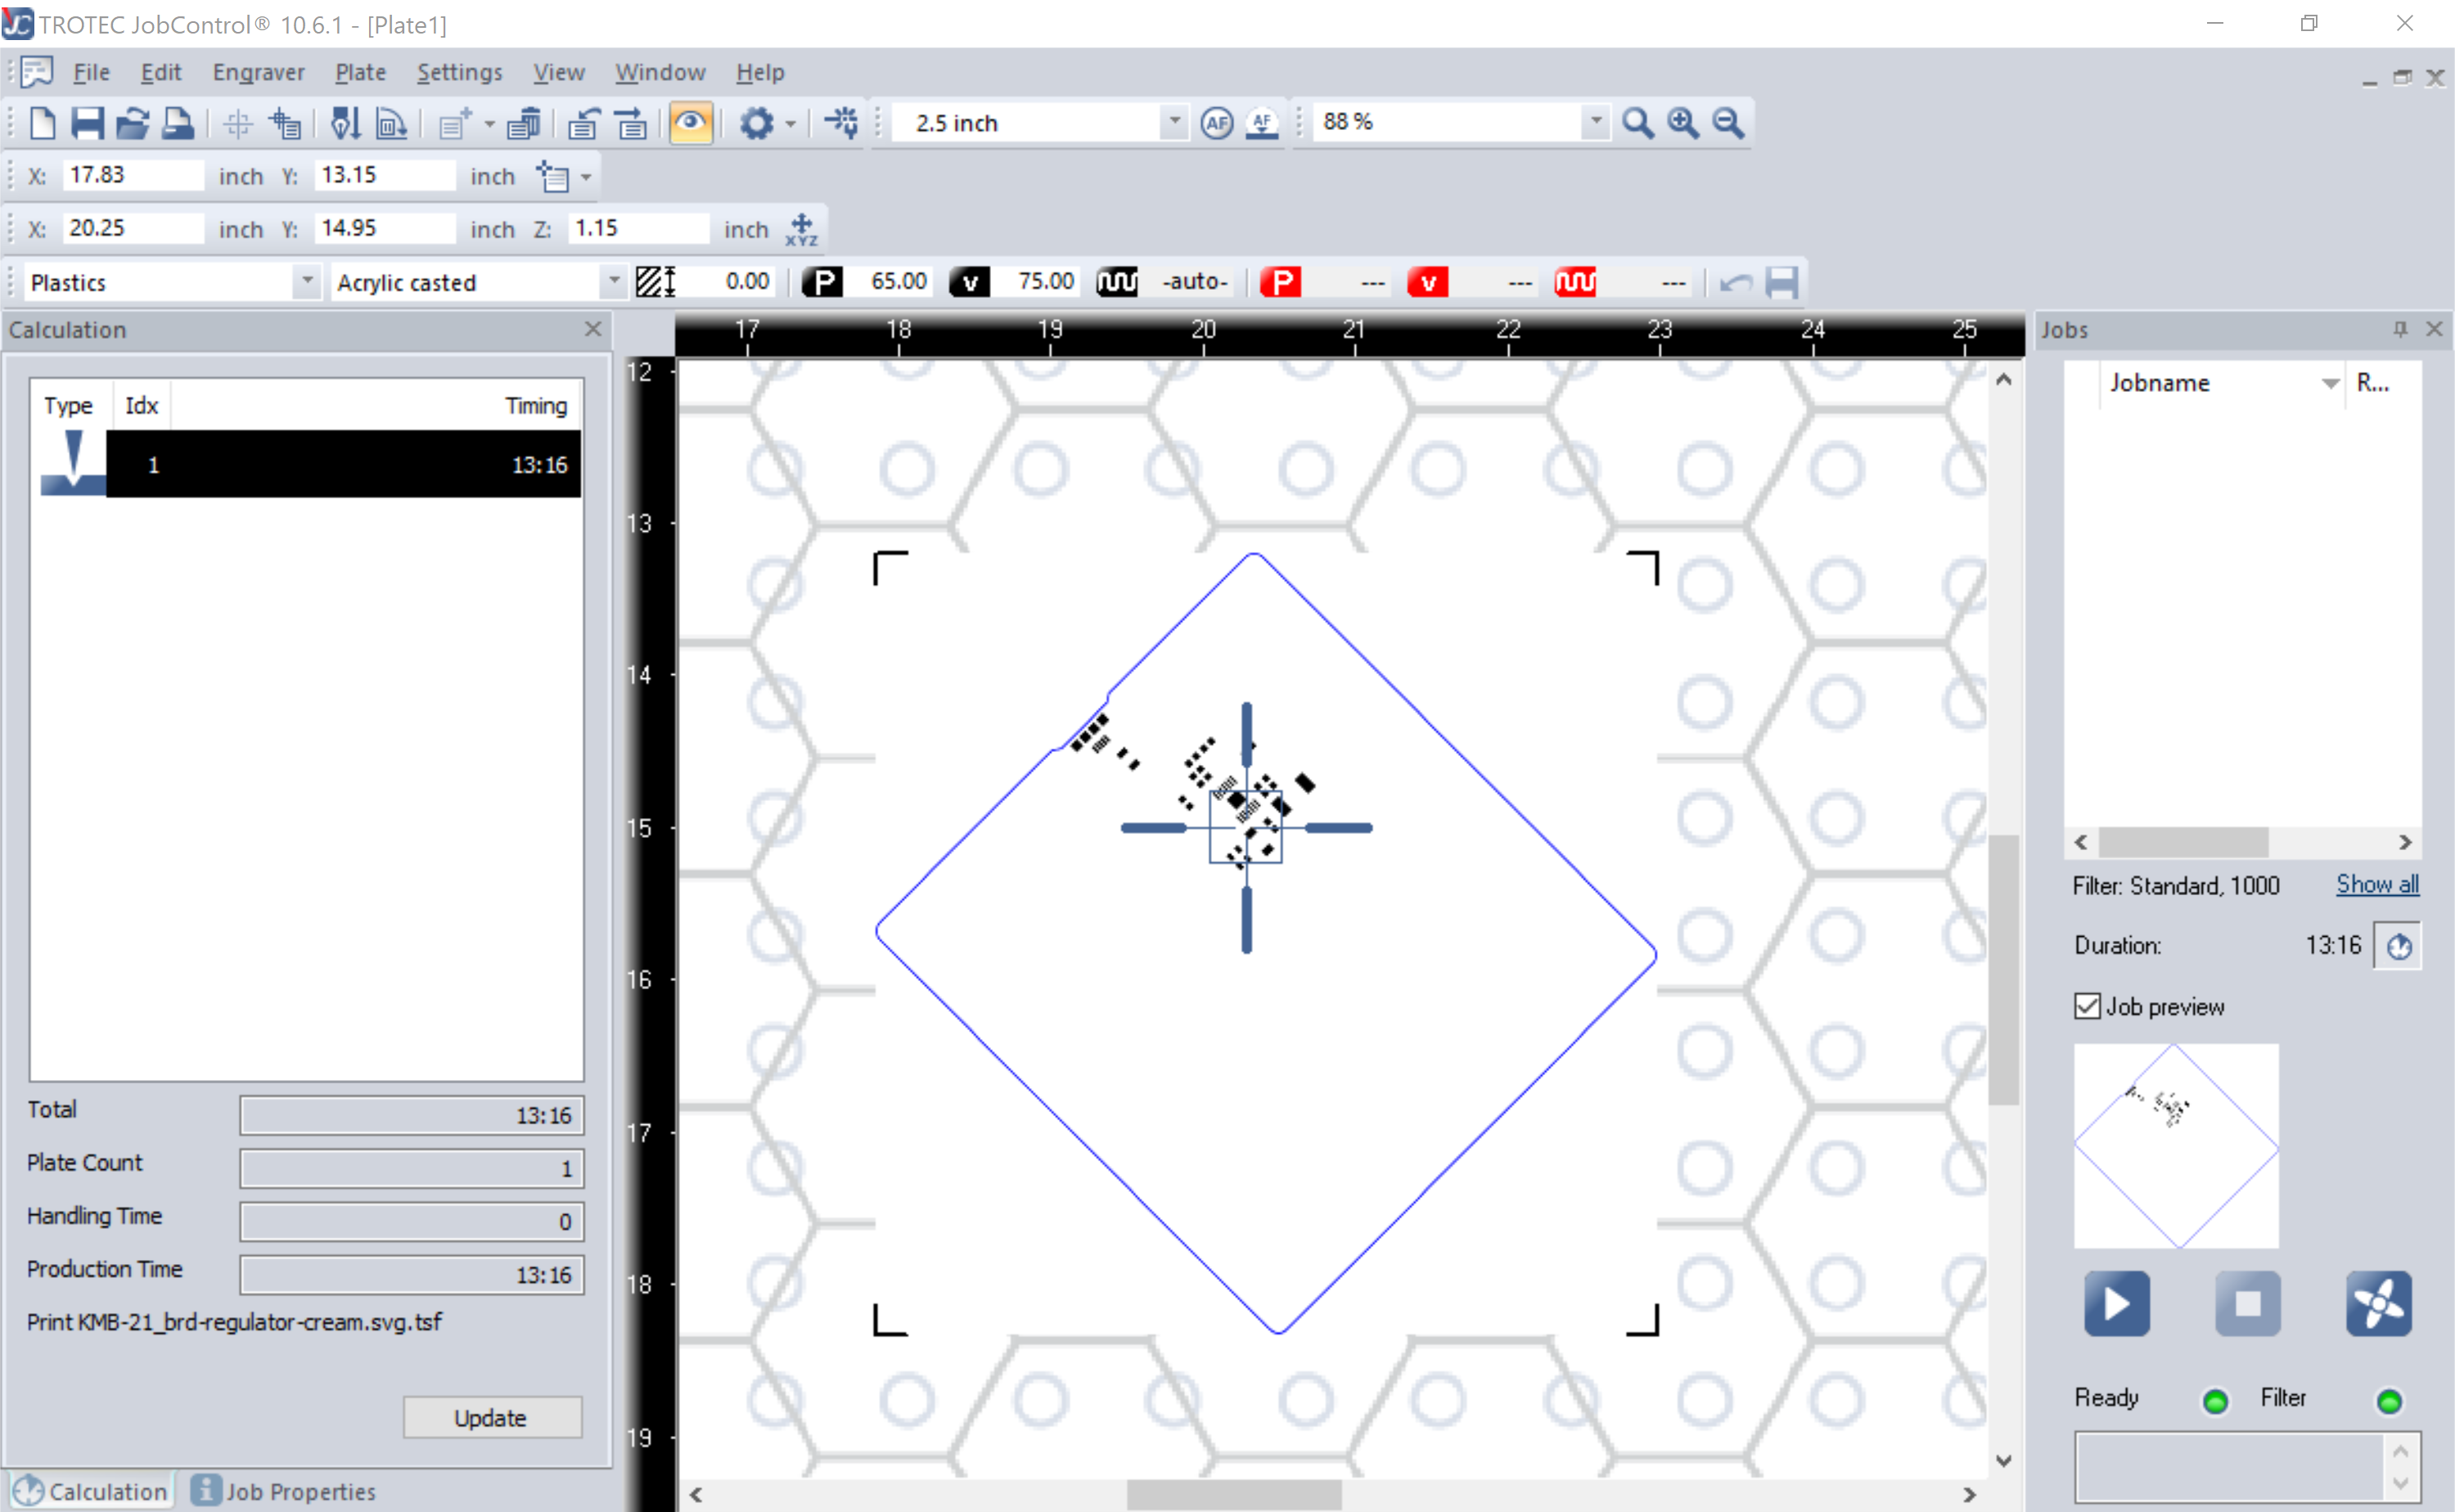 TROTEC JobControl® 10.6.1 - [Plate1]
File Edit Engraver Plate Settings View Window Help
2.5 inch AF AF 88 %
X: 17.83 inch Y: 13.15 inch
X: 20.25 inch Y: 14.95 inch Z: 1.15 inch XYZ
Plastics Acrylic casted 0.00 P 65.00 v 75.00 -auto- P --- v --- ---
Calculation
17 18 19 20 21 22 23 24 25
Jobs
Type Idx Timing
1 13:16
12
13
14
15
16
17
18
19
Total 13:16
Plate Count 1
Handling Time 0
Production Time 13:16
Print KMB-21_brd-regulator-cream.svg.tsf
Update
Calculation Job Properties
Jobname R...
Filter: Standard, 1000 Show all
Duration: 13:16
Job preview
Ready Filter